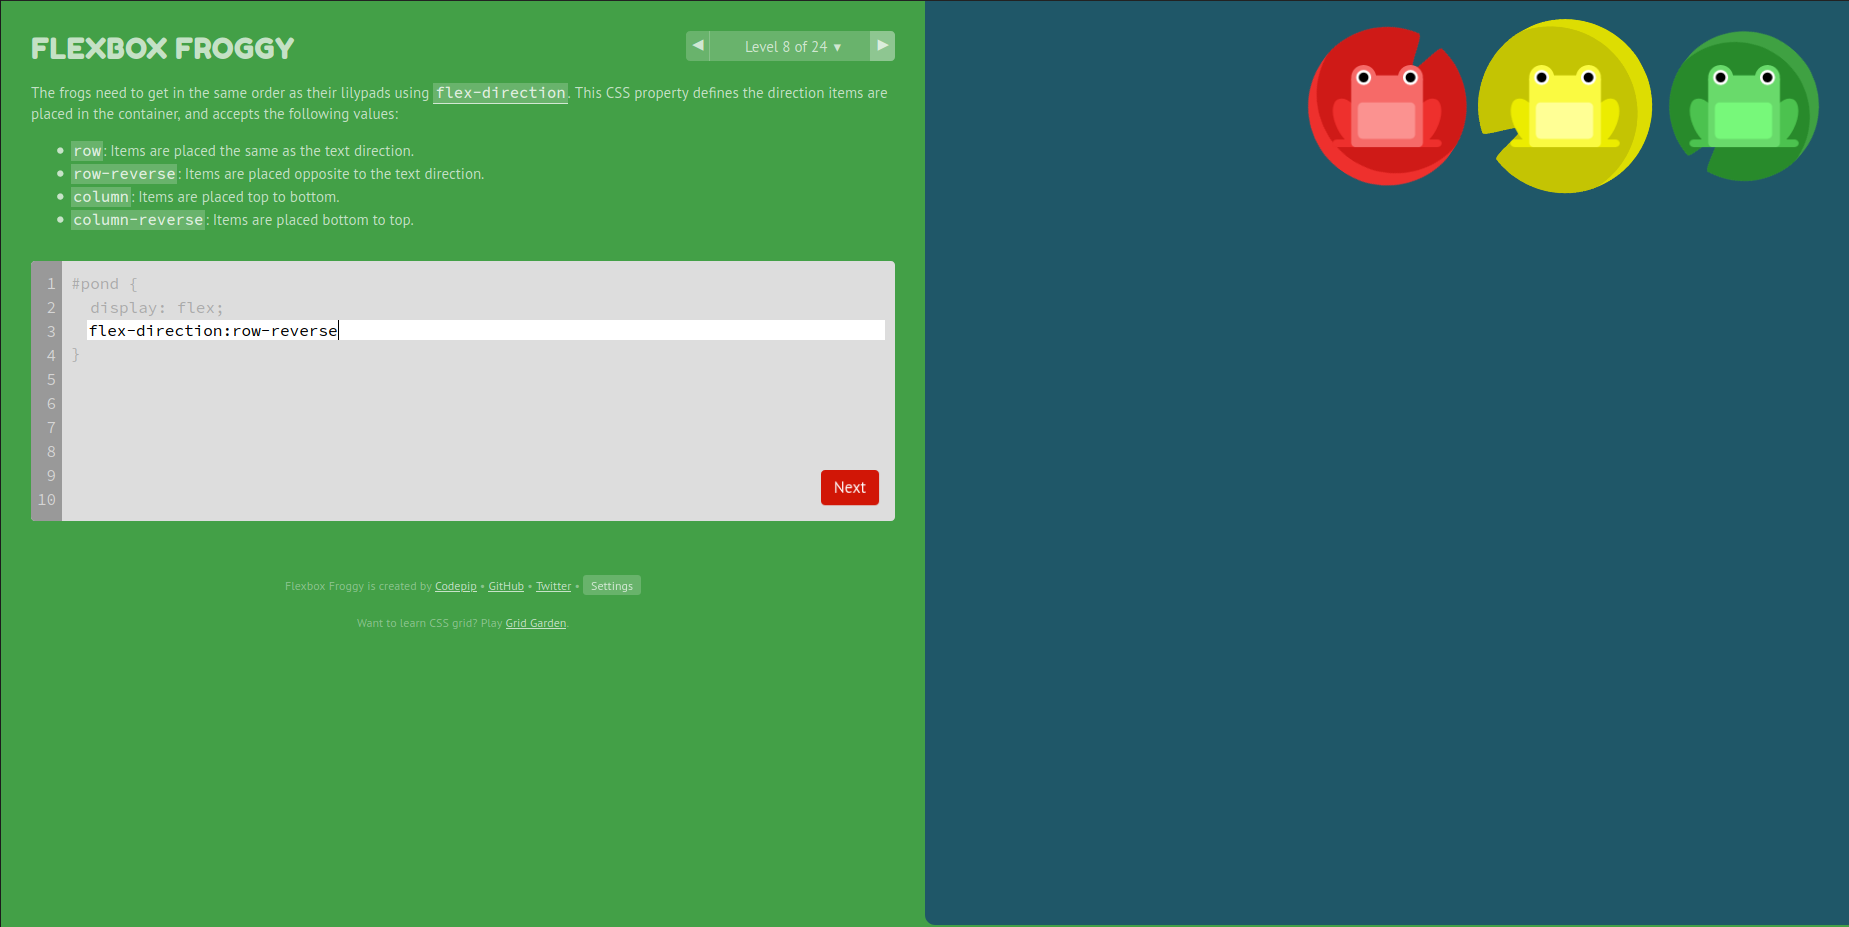 FLEXBOX FROGGY
◀ Level 8 of 24 ▼ ▶
The frogs need to get in the same order as their lilypads using flex-direction. This CSS property defines the direction items are
placed in the container, and accepts the following values:
• row: Items are placed the same as the text direction.
• row-reverse: Items are placed opposite to the text direction.
• column: Items are placed top to bottom.
• column-reverse: Items are placed bottom to top.
1 #pond {
2 display: flex;
3 flex-direction:row-reverse
4 }
5
6
7
8
9
10
Next
Flexbox Froggy is created by Codepip • GitHub • Twitter • Settings
Want to learn CSS grid? Play Grid Garden.